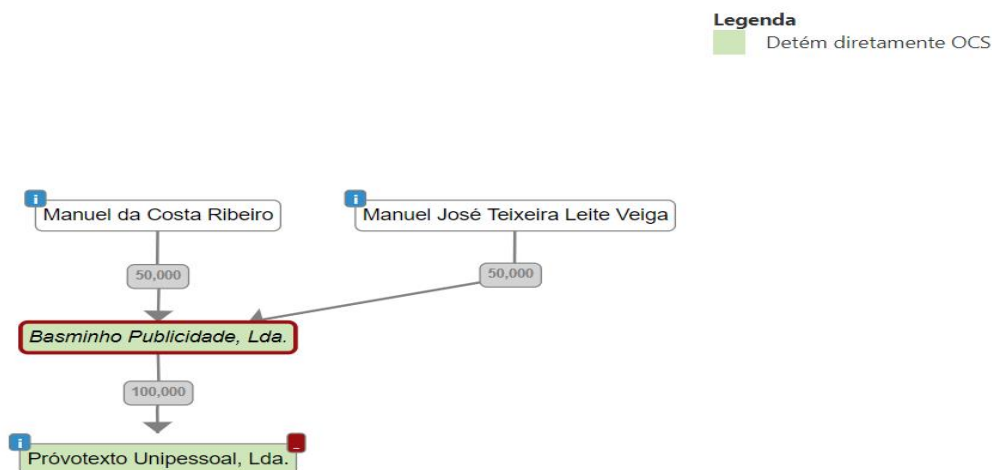 Legenda
Detém diretamente OCS
i
i
Manuel da Costa Ribeiro
Manuel José Teixeira Leite Veiga
50,000
50,000
Basminho Publicidade, Lda.
100,000
i
-
Próvotexto Unipessoal, Lda.